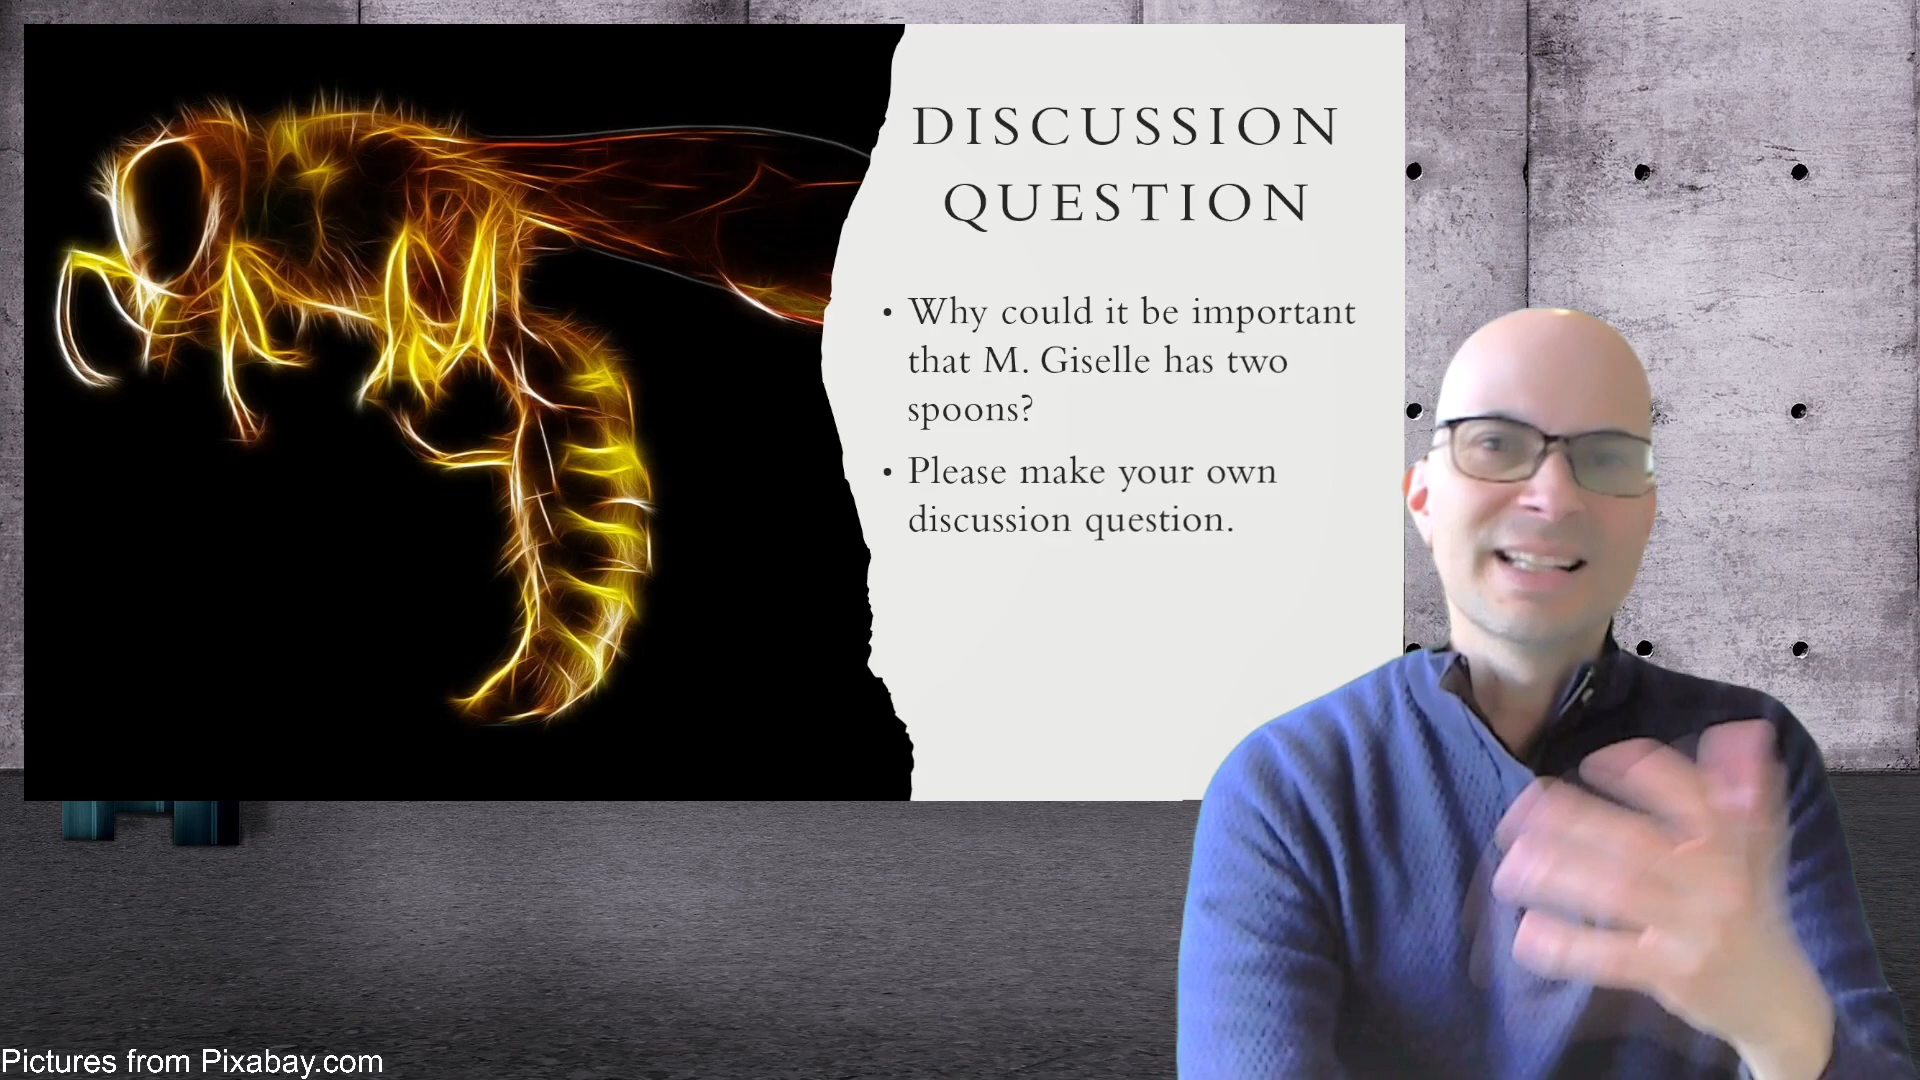 DISCUSSION
QUESTION
• Why could it be important
that M. Giselle has two
spoons?
• Please make your own
discussion question.
Pictures from Pixabay.com